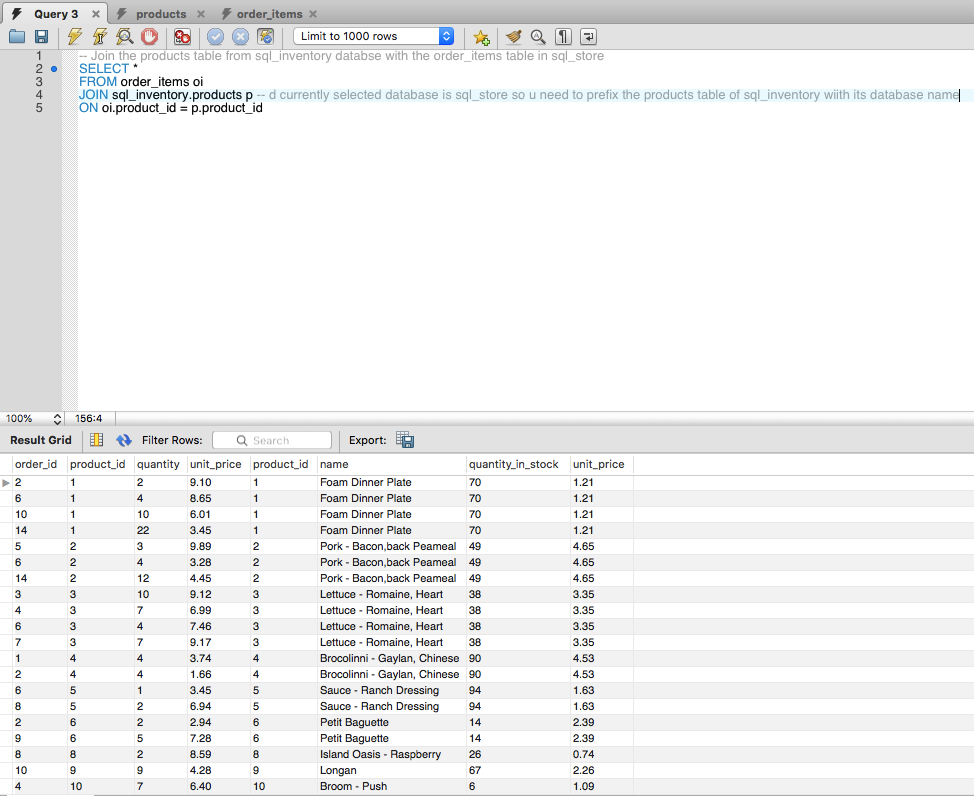 Query 3 products order_items
Limit to 1000 rows
1 -- Join the products table from sql_inventory databse with the order_items table in sql_store
2 SELECT *
3 FROM order_items oi
4 JOIN sql_inventory.products p -- d currently selected database is sql_store so u need to prefix the products table of sql_inventory wiith its database name
5 ON oi.product_id = p.product_id
100% 156:4
Result Grid Filter Rows: Search Export:
order_id product_id quantity unit_price product_id name quantity_in_stock unit_price
2 1 2 9.10 1 Foam Dinner Plate 70 1.21
6 1 4 8.65 1 Foam Dinner Plate 70 1.21
10 1 10 6.01 1 Foam Dinner Plate 70 1.21
14 1 22 3.45 1 Foam Dinner Plate 70 1.21
5 2 3 9.89 2 Pork - Bacon,back Peameal 49 4.65
6 2 4 3.28 2 Pork - Bacon,back Peameal 49 4.65
14 2 12 4.45 2 Pork - Bacon,back Peameal 49 4.65
3 3 10 9.12 3 Lettuce - Romaine, Heart 38 3.35
4 3 7 6.99 3 Lettuce - Romaine, Heart 38 3.35
6 3 4 7.46 3 Lettuce - Romaine, Heart 38 3.35
7 3 7 9.17 3 Lettuce - Romaine, Heart 38 3.35
1 4 4 3.74 4 Brocolinni - Gaylan, Chinese 90 4.53
2 4 4 1.66 4 Brocolinni - Gaylan, Chinese 90 4.53
6 5 1 3.45 5 Sauce - Ranch Dressing 94 1.63
8 5 2 6.94 5 Sauce - Ranch Dressing 94 1.63
2 6 2 2.94 6 Petit Baguette 14 2.39
9 6 5 7.28 6 Petit Baguette 14 2.39
8 8 2 8.59 8 Island Oasis - Raspberry 26 0.74
10 9 9 4.28 9 Longan 67 2.26
4 10 7 6.40 10 Broom - Push 6 1.09